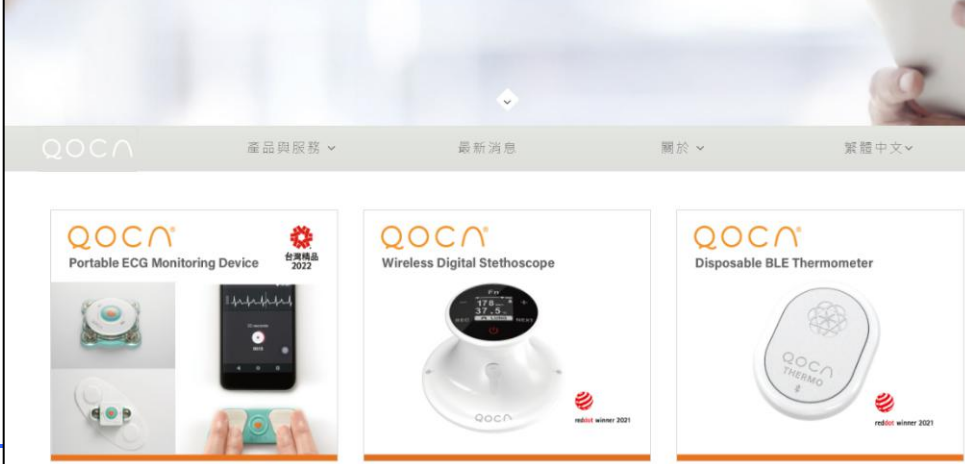 QOCA
產品與服務
最新消息
關於
繁體中文
QOCA®
Portable ECG Monitoring Device
台灣精品
2022
QOCA®
Wireless Digital Stethoscope
178
37.5
REC
NEXT
QOCA
reddot winner 2021
QOCA®
Disposable BLE Thermometer
QOCA
THERMO
reddot winner 2021